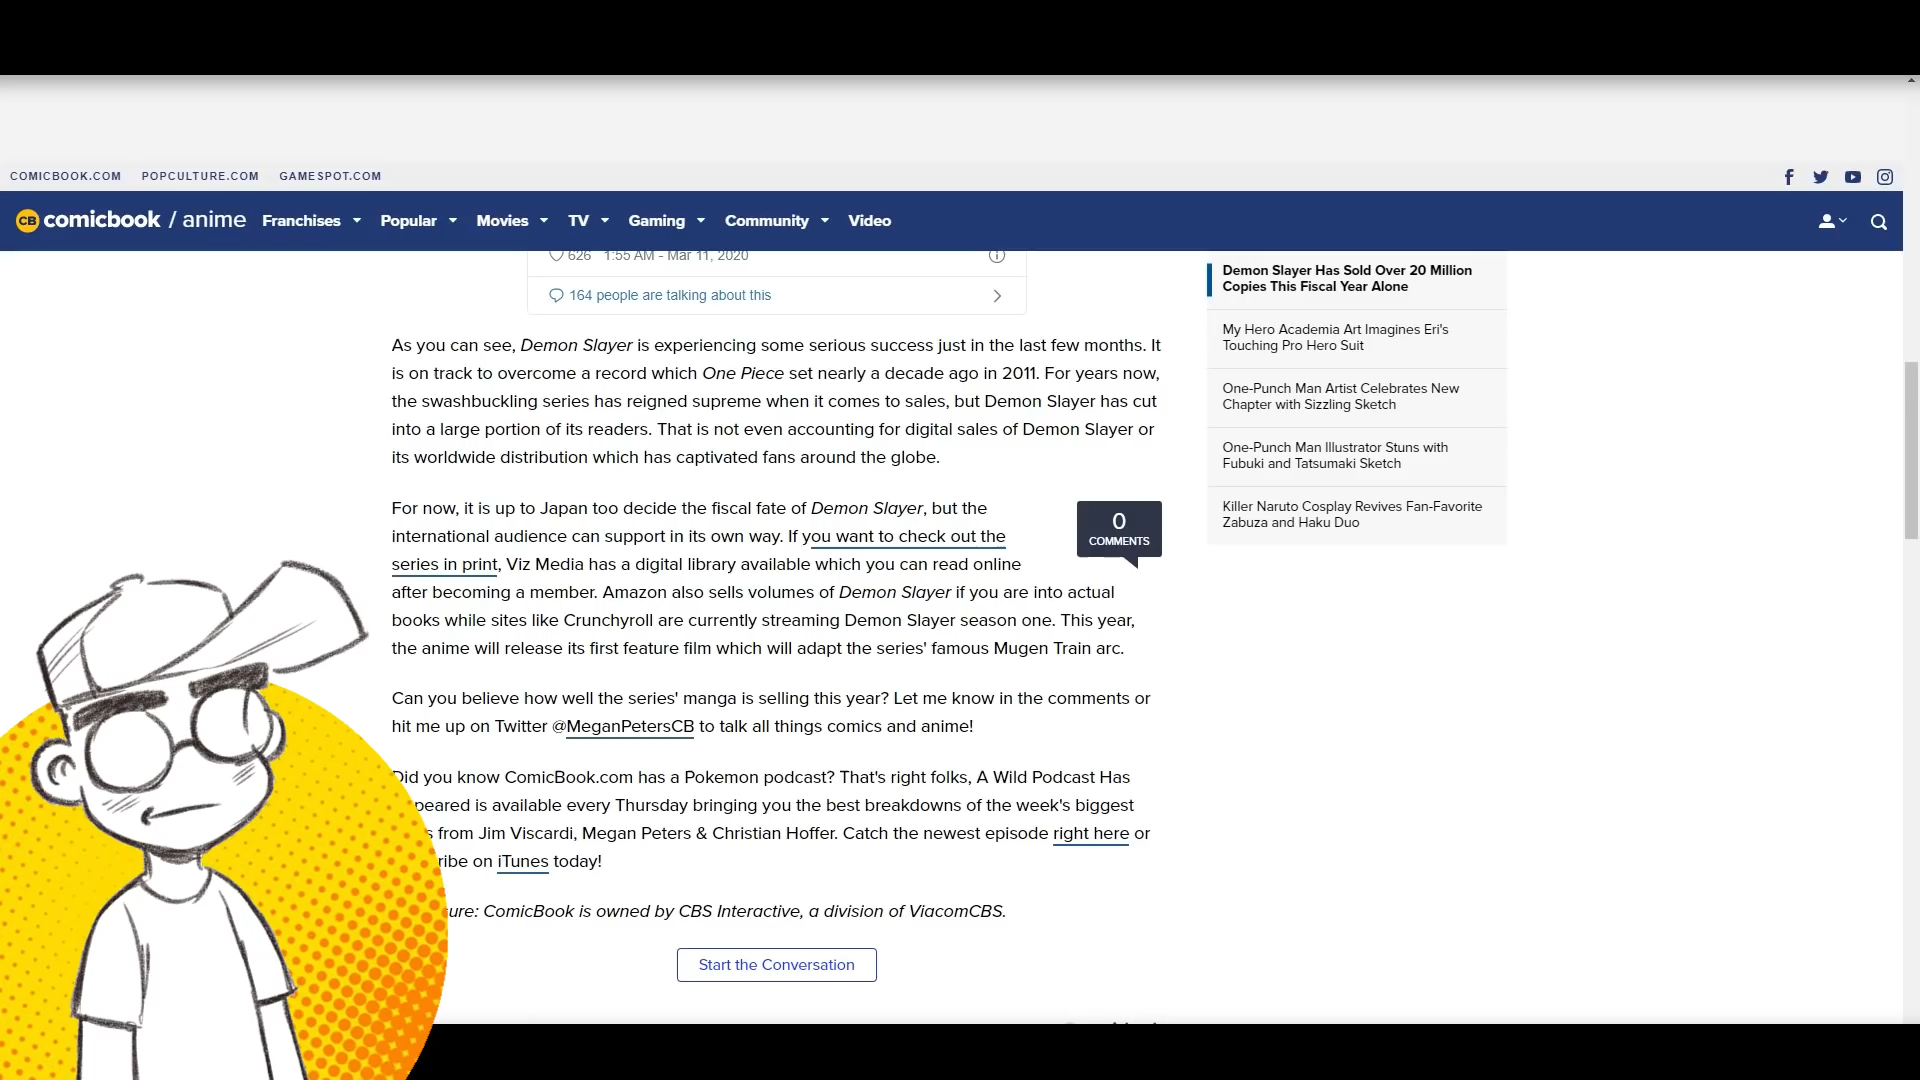 COMICBOOK.COM POPCULTURE.COM GAMESPOT.COM
CB comicbook / anime Franchises Popular Movies TV Gaming Community Video
626 1:55 AM - Mar 11, 2020
164 people are talking about this
As you can see, Demon Slayer is experiencing some serious success just in the last few months. It
is on track to overcome a record which One Piece set nearly a decade ago in 2011. For years now,
the swashbuckling series has reigned supreme when it comes to sales, but Demon Slayer has cut
into a large portion of its readers. That is not even accounting for digital sales of Demon Slayer or
its worldwide distribution which has captivated fans around the globe.
For now, it is up to Japan too decide the fiscal fate of Demon Slayer, but the
international audience can support in its own way. If you want to check out the
series in print, Viz Media has a digital library available which you can read online
after becoming a member. Amazon also sells volumes of Demon Slayer if you are into actual
books while sites like Crunchyroll are currently streaming Demon Slayer season one. This year,
the anime will release its first feature film which will adapt the series' famous Mugen Train arc.
0
COMMENTS
Can you believe how well the series' manga is selling this year? Let me know in the comments or
hit me up on Twitter @MeganPetersCB to talk all things comics and anime!
Did you know ComicBook.com has a Pokemon podcast? That's right folks, A Wild Podcast Has
peared is available every Thursday bringing you the best breakdowns of the week's biggest
s from Jim Viscardi, Megan Peters & Christian Hoffer. Catch the newest episode right here or
ribe on iTunes today!
ure: ComicBook is owned by CBS Interactive, a division of ViacomCBS.
Start the Conversation
Demon Slayer Has Sold Over 20 Million
Copies This Fiscal Year Alone
My Hero Academia Art Imagines Eri's
Touching Pro Hero Suit
One-Punch Man Artist Celebrates New
Chapter with Sizzling Sketch
One-Punch Man Illustrator Stuns with
Fubuki and Tatsumaki Sketch
Killer Naruto Cosplay Revives Fan-Favorite
Zabuza and Haku Duo